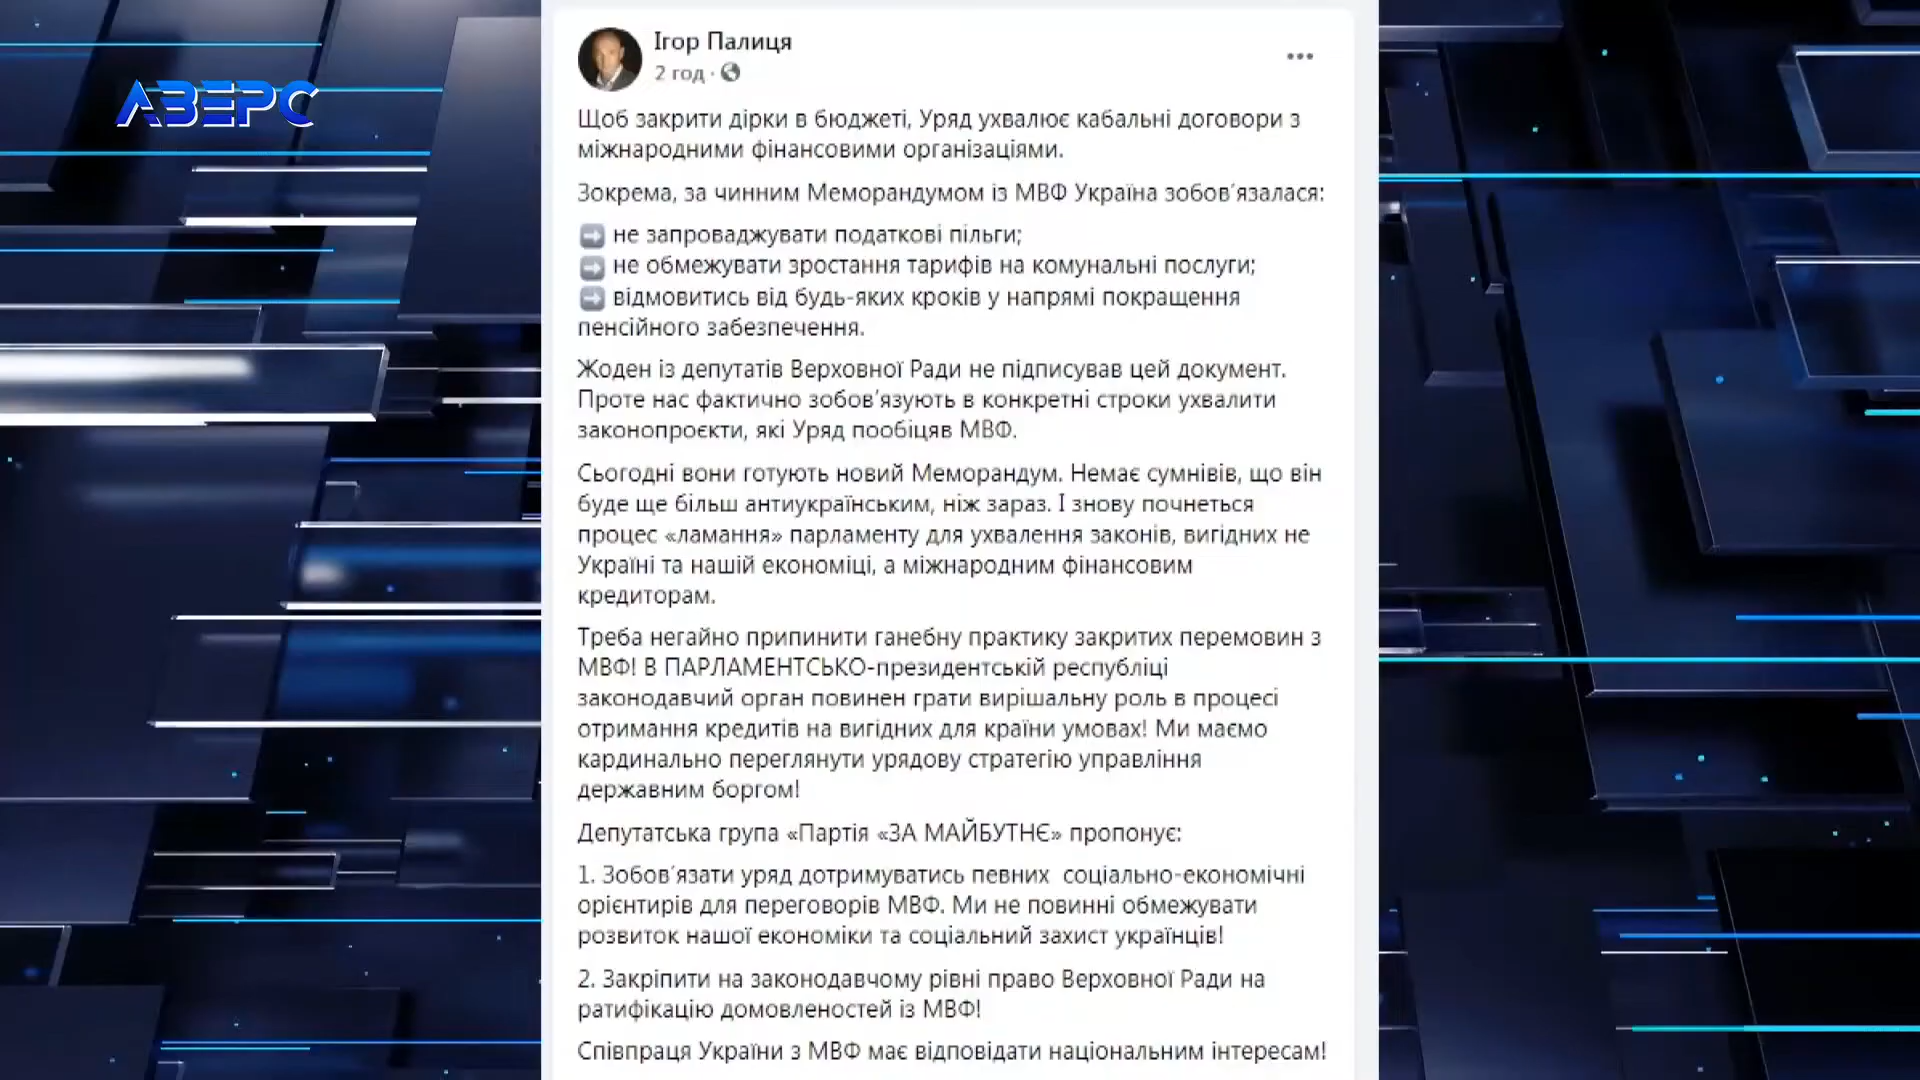 АВЕРС
Ігор Палиця
2 год ·
Щоб закрити дірки в бюджеті, Уряд ухвалює кабальні договори з
міжнародними фінансовими організаціями.
Зокрема, за чинним Меморандумом із МВФ Україна зобов'язалася:
не запроваджувати податкові пільги;
не обмежувати зростання тарифів на комунальні послуги;
відмовитись від будь-яких кроків у напрямі покращення
пенсійного забезпечення.
Жоден із депутатів Верховної Ради не підписував цей документ.
Проте нас фактично зобов'язують в конкретні строки ухвалити
законопроєкти, які Уряд пообіцяв МВФ.
Сьогодні вони готують новий Меморандум. Немає сумнівів, що він
буде ще більш антиукраїнським, ніж зараз. І знову почнеться
процес «ламання» парламенту для ухвалення законів, вигідних не
Україні та нашій економіці, а міжнародним фінансовим
кредиторам.
Треба негайно припинити ганебну практику закритих перемовин з
МВФ! В ПАРЛАМЕНТСЬКО-президентській республіці
законодавчий орган повинен грати вирішальну роль в процесі
отримання кредитів на вигідних для країни умовах! Ми маємо
кардинально переглянути урядову стратегію управління
державним боргом!
Депутатська група «Партія «ЗА МАЙБУТНЄ» пропонує:
1. Зобов'язати уряд дотримуватись певних соціально-економічні
орієнтирів для переговорів МВФ. Ми не повинні обмежувати
розвиток нашої економіки та соціальний захист українців!
2. Закріпити на законодавчому рівні право Верховної Ради на
ратифікацію домовленостей із МВФ!
Співпраця України з МВФ має відповідати національним інтересам!